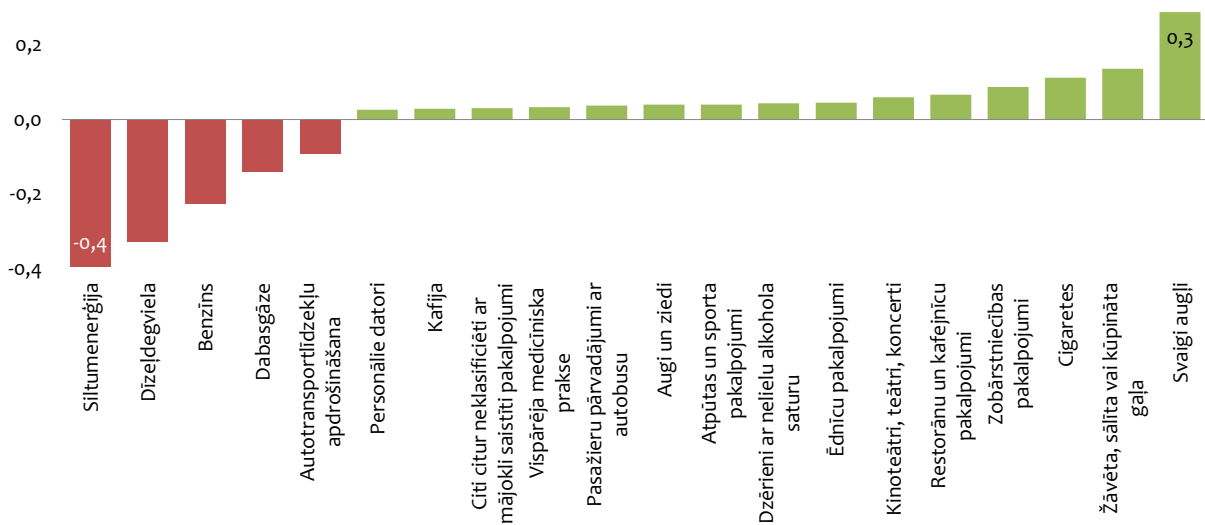 0,2
0,0
-0,2
-0,4
-0,4
0,3
Siltumenerģija
Dīzeļdegviela
Benzīns
Dabasgāze
Autotransportlīdzekļu
apdrošināšana
Personālie datori
Kafija
Citi citur neklasificiēti ar
mājokli saistīti pakalpojumi
Vispārēja medicīniska
prakse
Pasažieru pārvadājumi ar
autobusu
Augi un ziedi
Atpūtas un sporta
pakalpojumi
Dzērieni ar nelielu alkohola
saturu
Ēdnīcu pakalpojumi
Kinoteātri, teātri, koncerti
Restorānu un kafejnīcu
pakalpojumi
Zobārstniecības
pakalpojumi
Cigaretes
Žāvēta, sālīta vai kūpināta
gaļa
Svaigi augļi